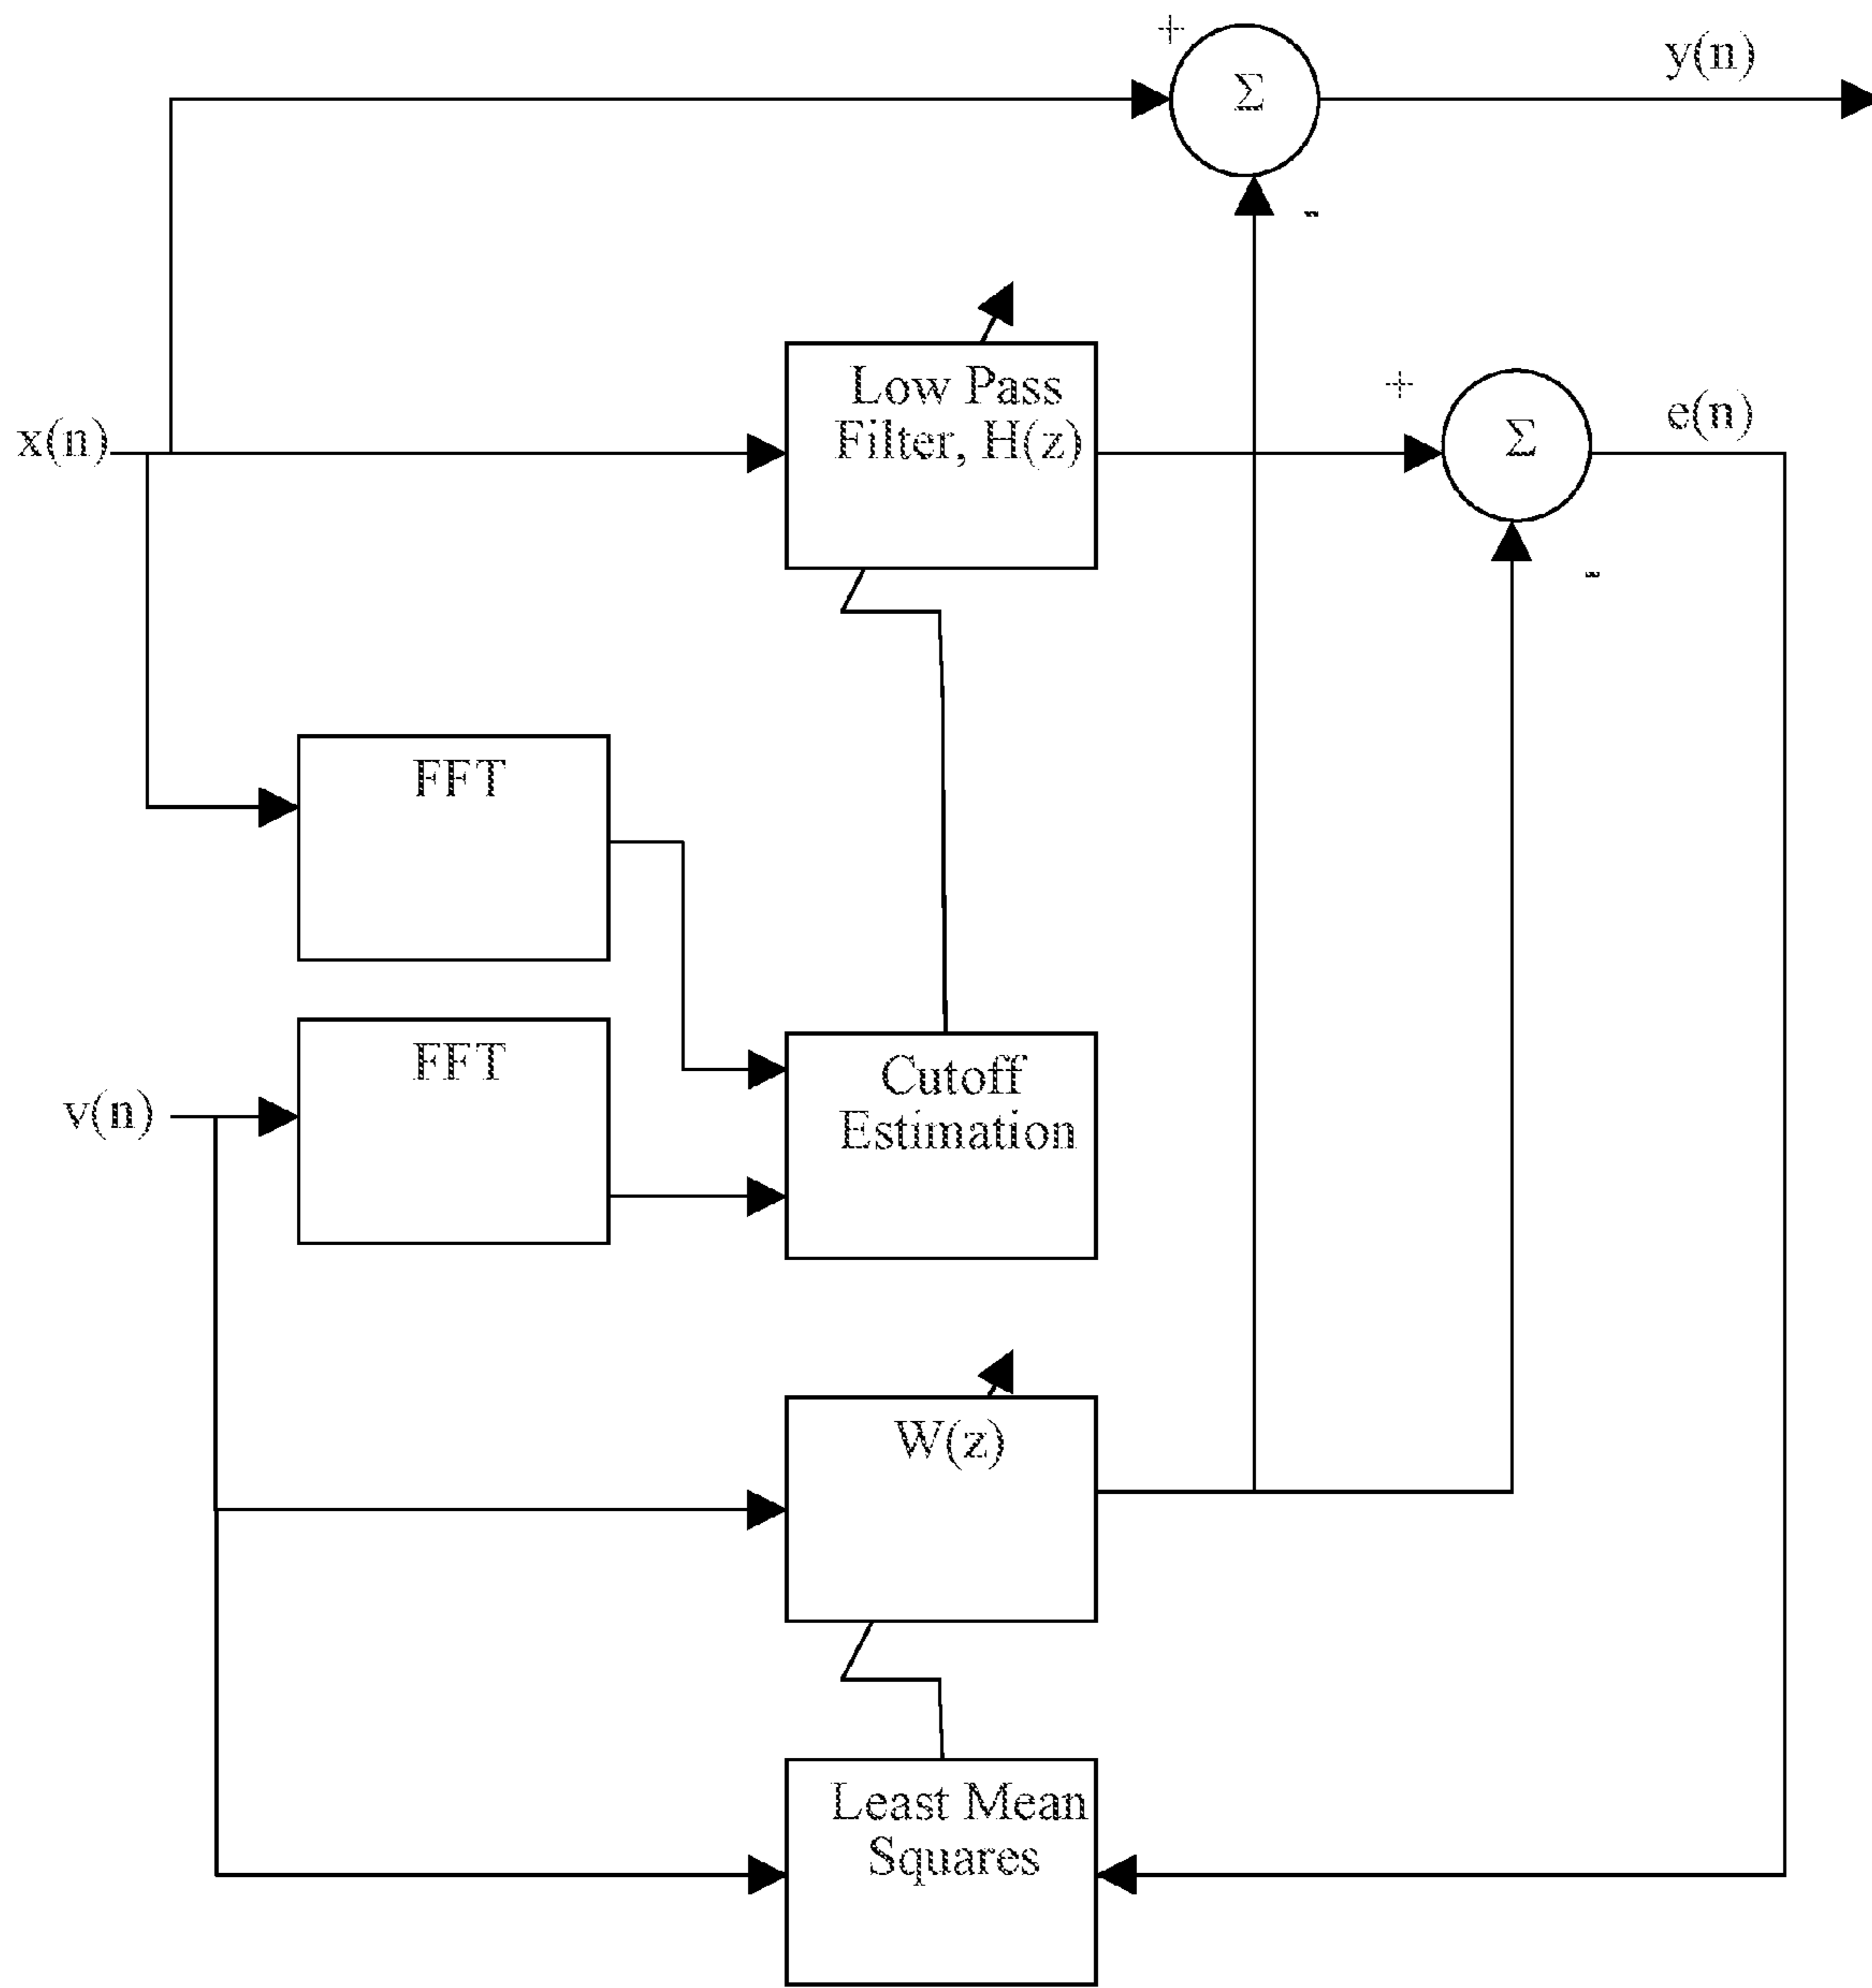 +
Σ
y(n)
-
Low Pass
Filter, H(z)
x(n)
+
Σ
e(n)
-
FFT
FFT
v(n)
Cutoff
Estimation
W(z)
Least Mean
Squares